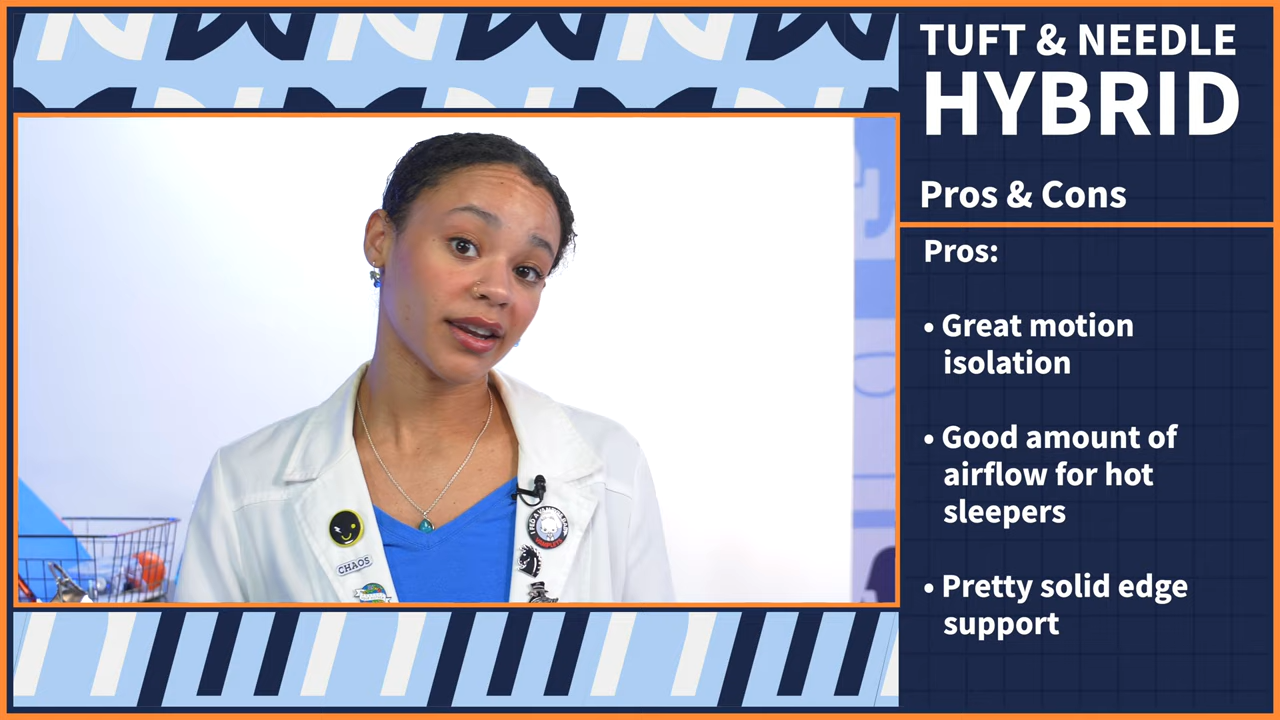 TUFT & NEEDLE
HYBRID
Pros & Cons
Pros:
• Great motion
isolation
• Good amount of
airflow for hot
sleepers
• Pretty solid edge
support
CHAOS